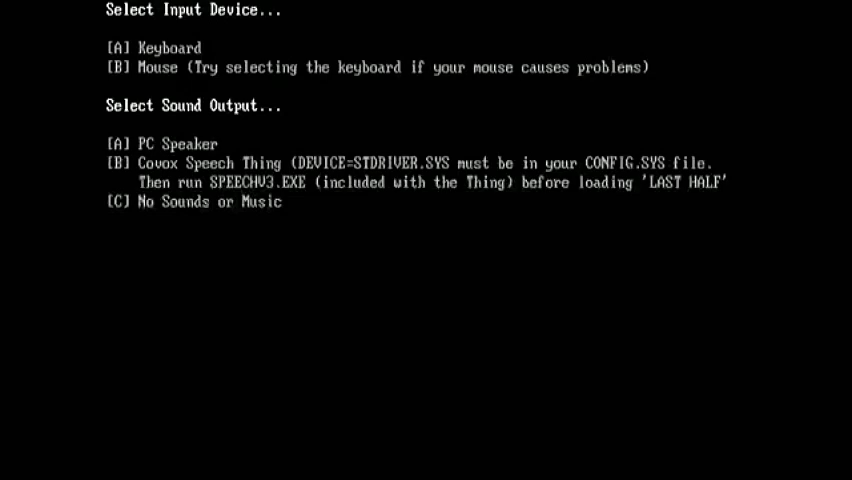 Select Input Device...
[A] Keyboard
[B] Mouse (Try selecting the keyboard if your mouse causes problems)
Select Sound Output...
[A] PC Speaker
[B] Covox Speech Thing (DEVICE=STDRIVER.SYS must be in your CONFIG.SYS file.
Then run SPEECHV3.EXE (included with the Thing) before loading 'LAST HALF'
[C] No Sounds or Music